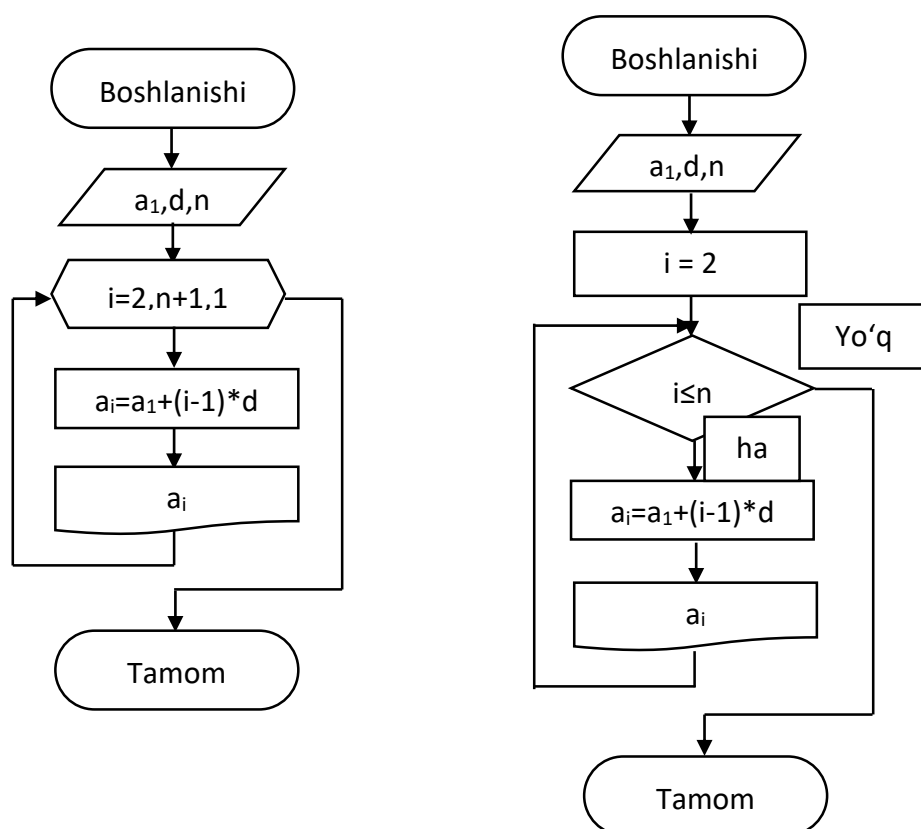 Boshlanishi
a₁,d,n
i=2,n+1,1
aᵢ=a₁+(i-1)*d
aᵢ
Tamom
Boshlanishi
a₁,d,n
i = 2
Yo‘q
i≤n
ha
aᵢ=a₁+(i-1)*d
aᵢ
Tamom